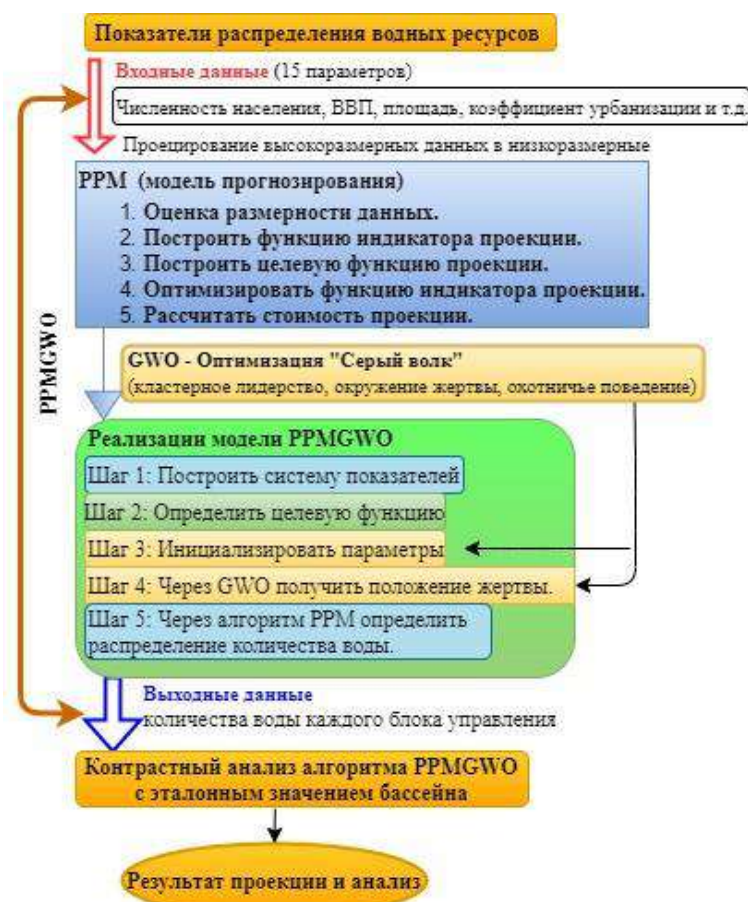 Показатели распределения водных ресурсов
Входные данные (15 параметров)
Численность населения, ВВП, площадь, коэффициент урбанизации и т.д.
Проецирование высокоразмерных данных в низкоразмерные
PPM (модель прогнозирования)
1. Оценка размерности данных.
2. Построить функцию индикатора проекции.
3. Построить целевую функцию проекции.
4. Оптимизировать функцию индикатора проекции.
5. Рассчитать стоимость проекции.
PPMGWO
GWO - Оптимизация "Серый волк"
(кластерное лидерство, окружение жертвы, охотничье поведение)
Реализации модели PPMGWO
Шаг 1: Построить систему показателей
Шаг 2: Определить целевую функцию
Шаг 3: Инициализировать параметры
Шаг 4: Через GWO получить положение жертвы.
Шаг 5: Через алгоритм PPM определить
распределение количества воды.
Выходные данные
количества воды каждого блока управления
Контрастный анализ алгоритма PPMGWO
с эталонным значением бассейна
Результат проекции и анализ